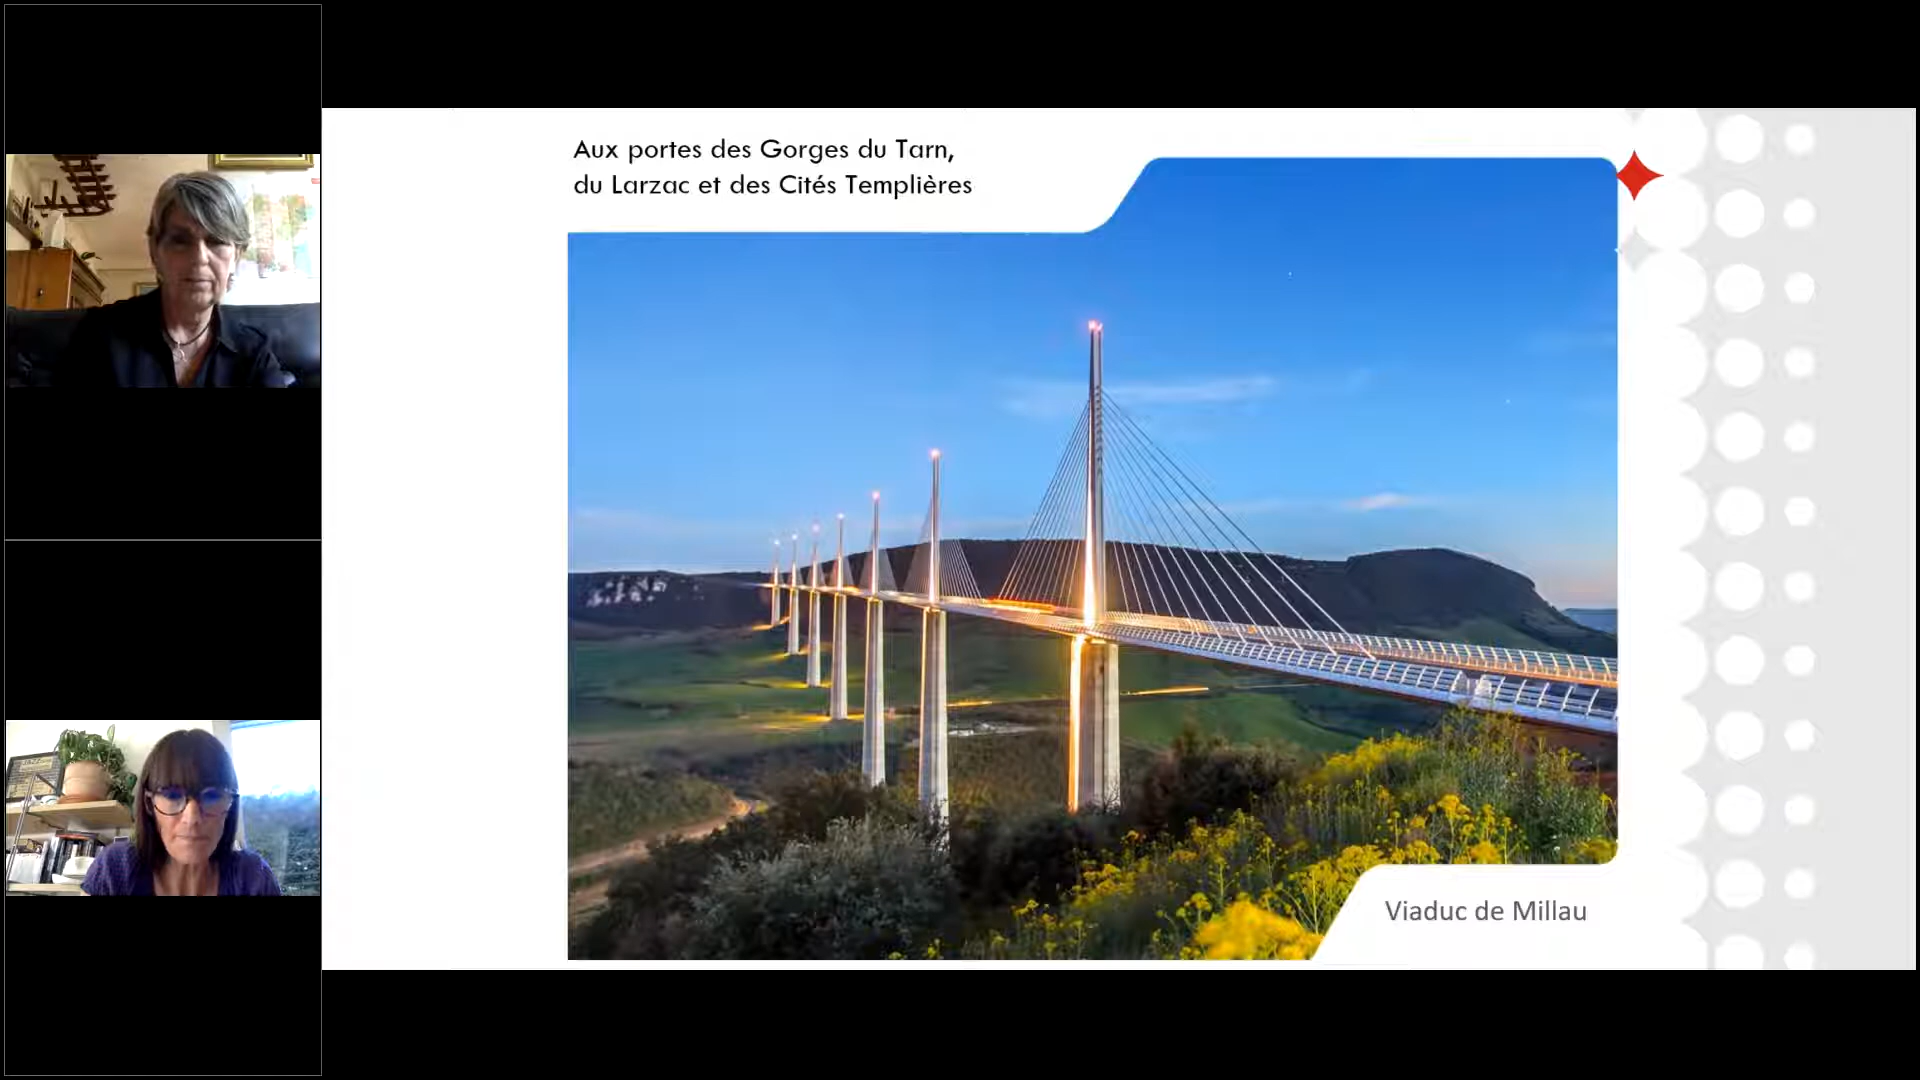 Aux portes des Gorges du Tarn,
du Larzac et des Cités Templières
Viaduc de Millau